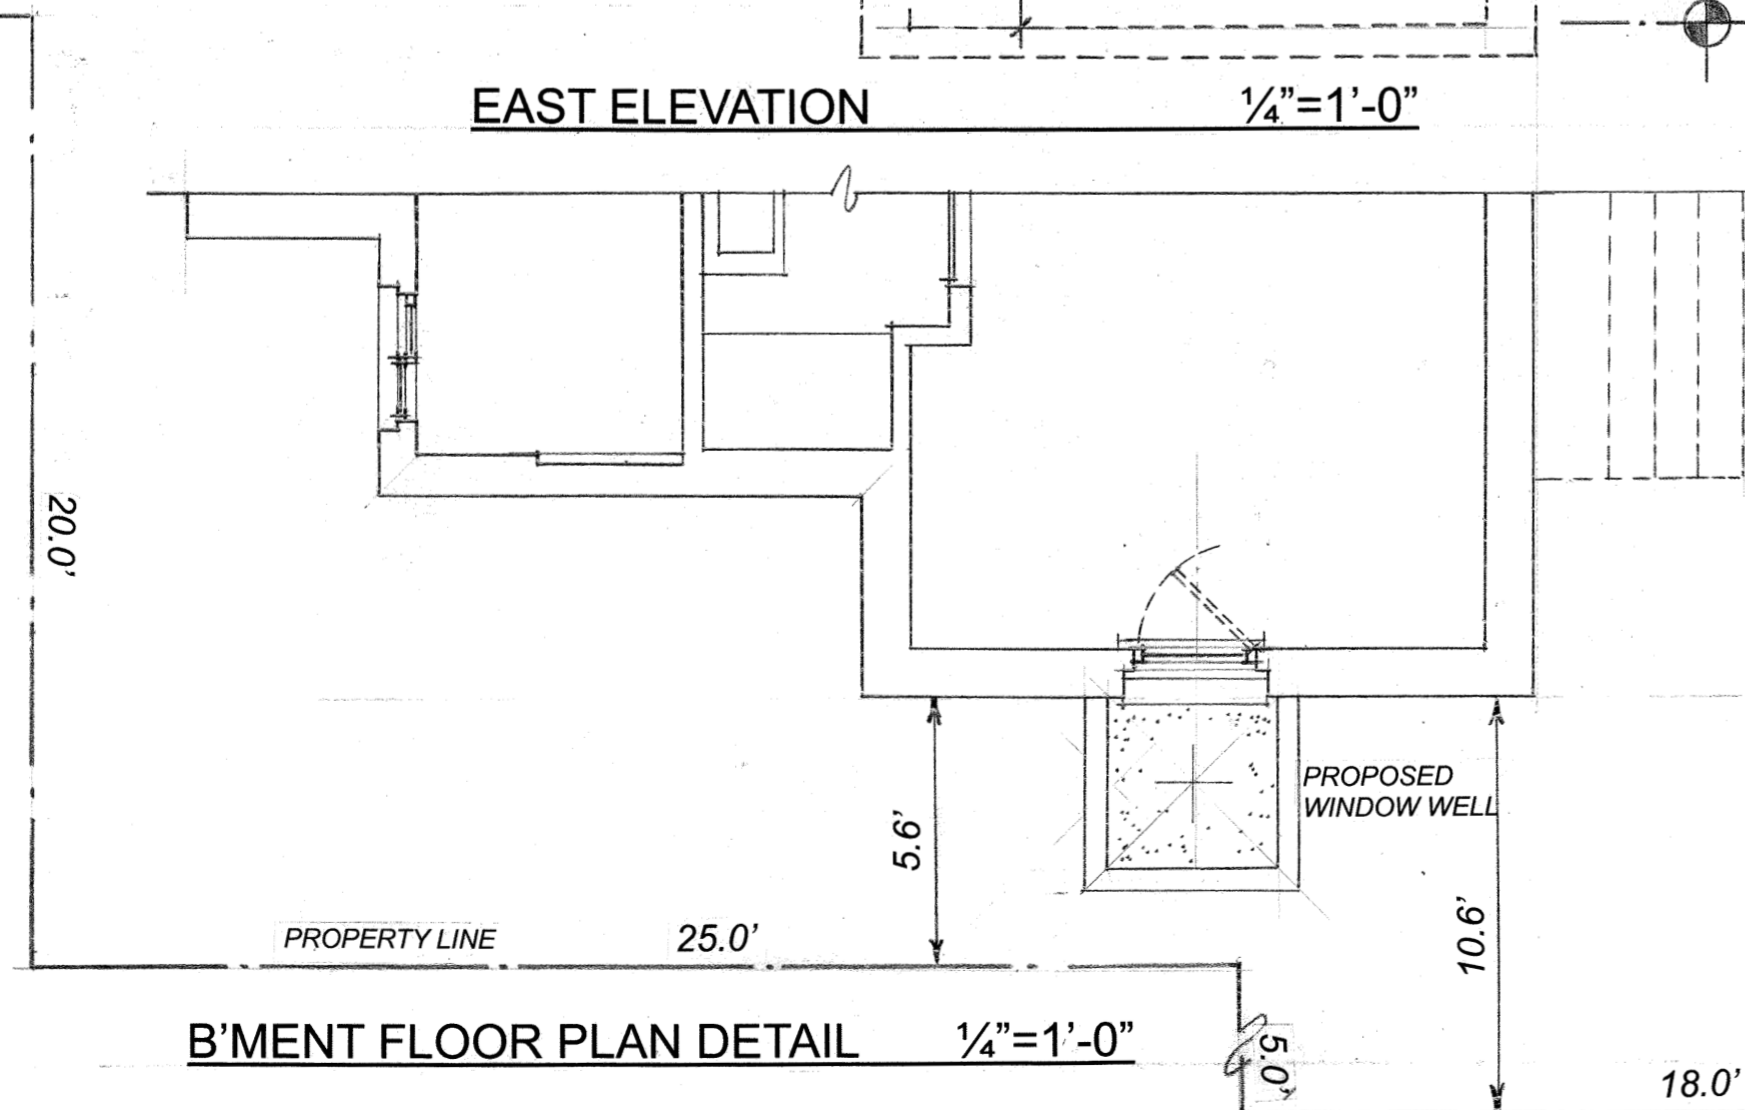 EAST ELEVATION ¼”=1’-0”
20.0’
PROPOSED
WINDOW WELL
5.6’
10.6’
PROPERTY LINE 25.0’
B’MENT FLOOR PLAN DETAIL ¼”=1’-0”
5.0’
18.0’